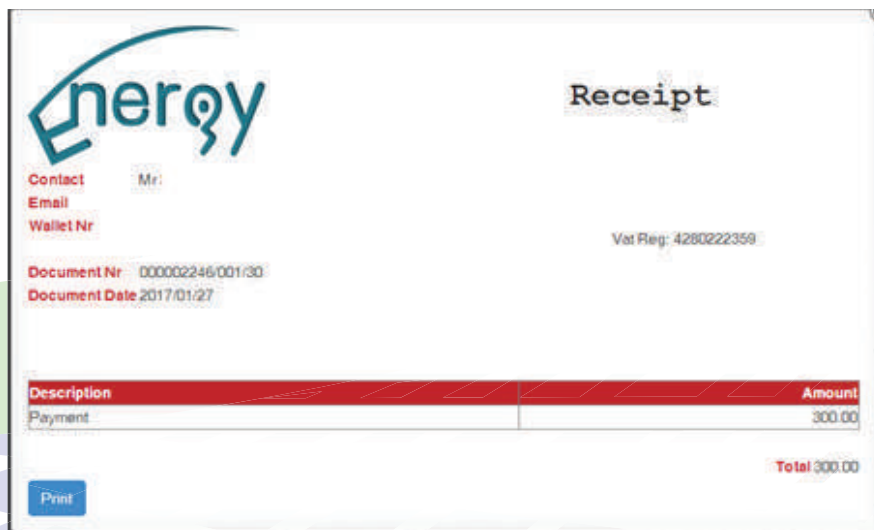 Energy
Receipt
Contact Mr
Email
Wallet Nr
Vat Reg: 4280222359
Document Nr 000002246/001/30
Document Date 2017/01/27
Description Amount
Payment 300.00
Total 300.00
Print